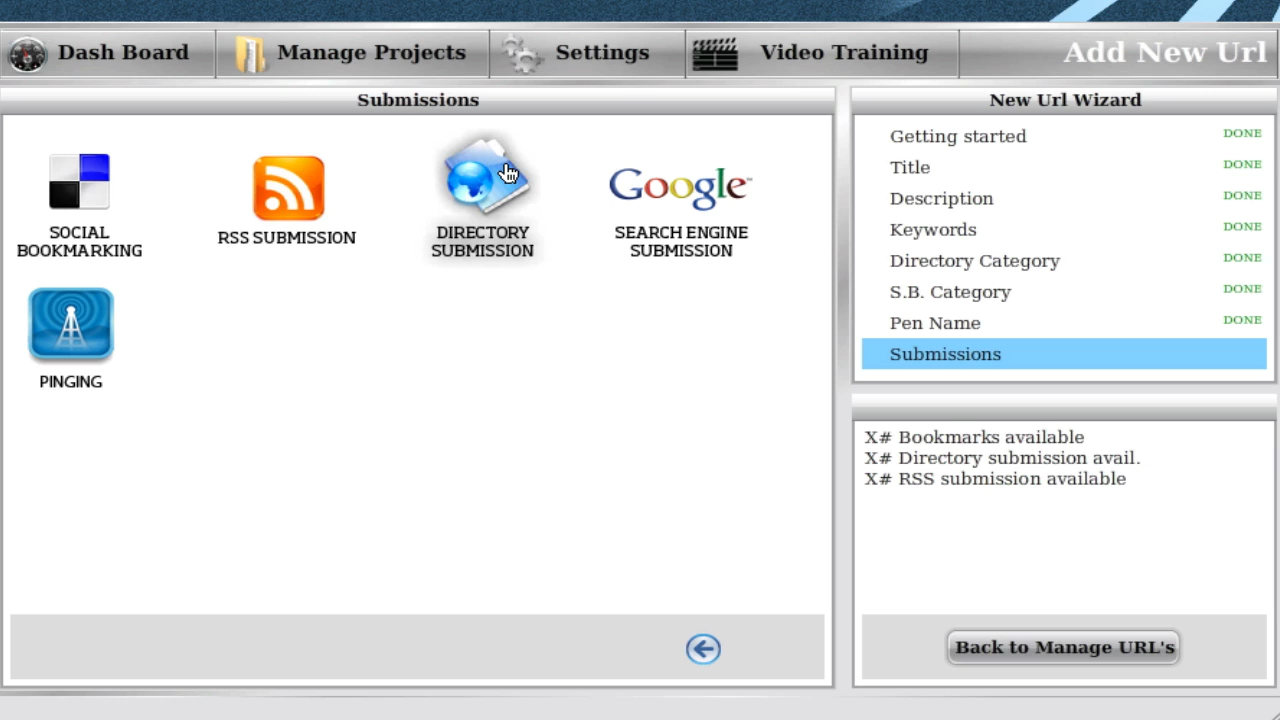 Dash Board
Manage Projects
Settings
Video Training
Add New Url
Submissions
SOCIAL
BOOKMARKING
RSS SUBMISSION
DIRECTORY
SUBMISSION
Google™
SEARCH ENGINE
SUBMISSION
PINGING
New Url Wizard
Getting started DONE
Title DONE
Description DONE
Keywords DONE
Directory Category DONE
S.B. Category DONE
Pen Name DONE
Submissions
X# Bookmarks available
X# Directory submission avail.
X# RSS submission available
Back to Manage URL's